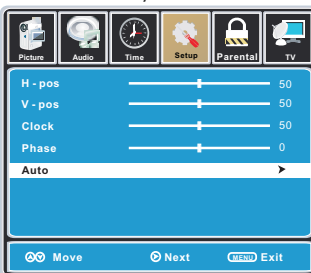 Picture Audio Time Setup Parental TV
H - pos 50
V - pos 50
Clock 50
Phase 0
Auto
Move Next MENU Exit